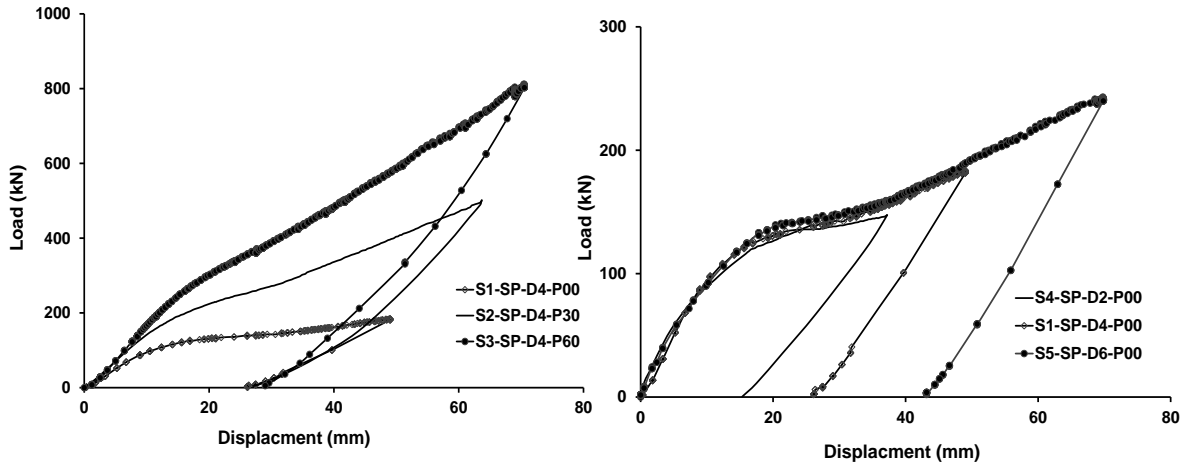 1000
800
600
400
200
0
Load (kN)
S1-SP-D4-P00
S2-SP-D4-P30
S3-SP-D4-P60
0 20 40 60 80
Displacment (mm)
300
200
100
0
Load (kN)
S4-SP-D2-P00
S1-SP-D4-P00
S5-SP-D6-P00
0 20 40 60 80
Displacment (mm)